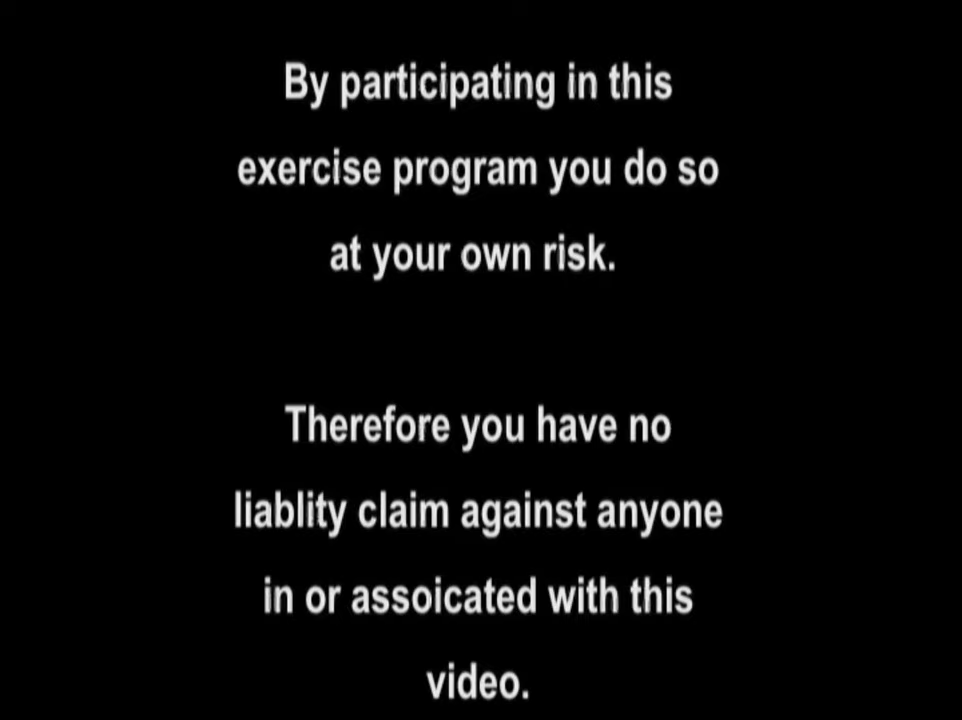 By participating in this
exercise program you do so
at your own risk.
Therefore you have no
liablity claim against anyone
in or assoicated with this
video.